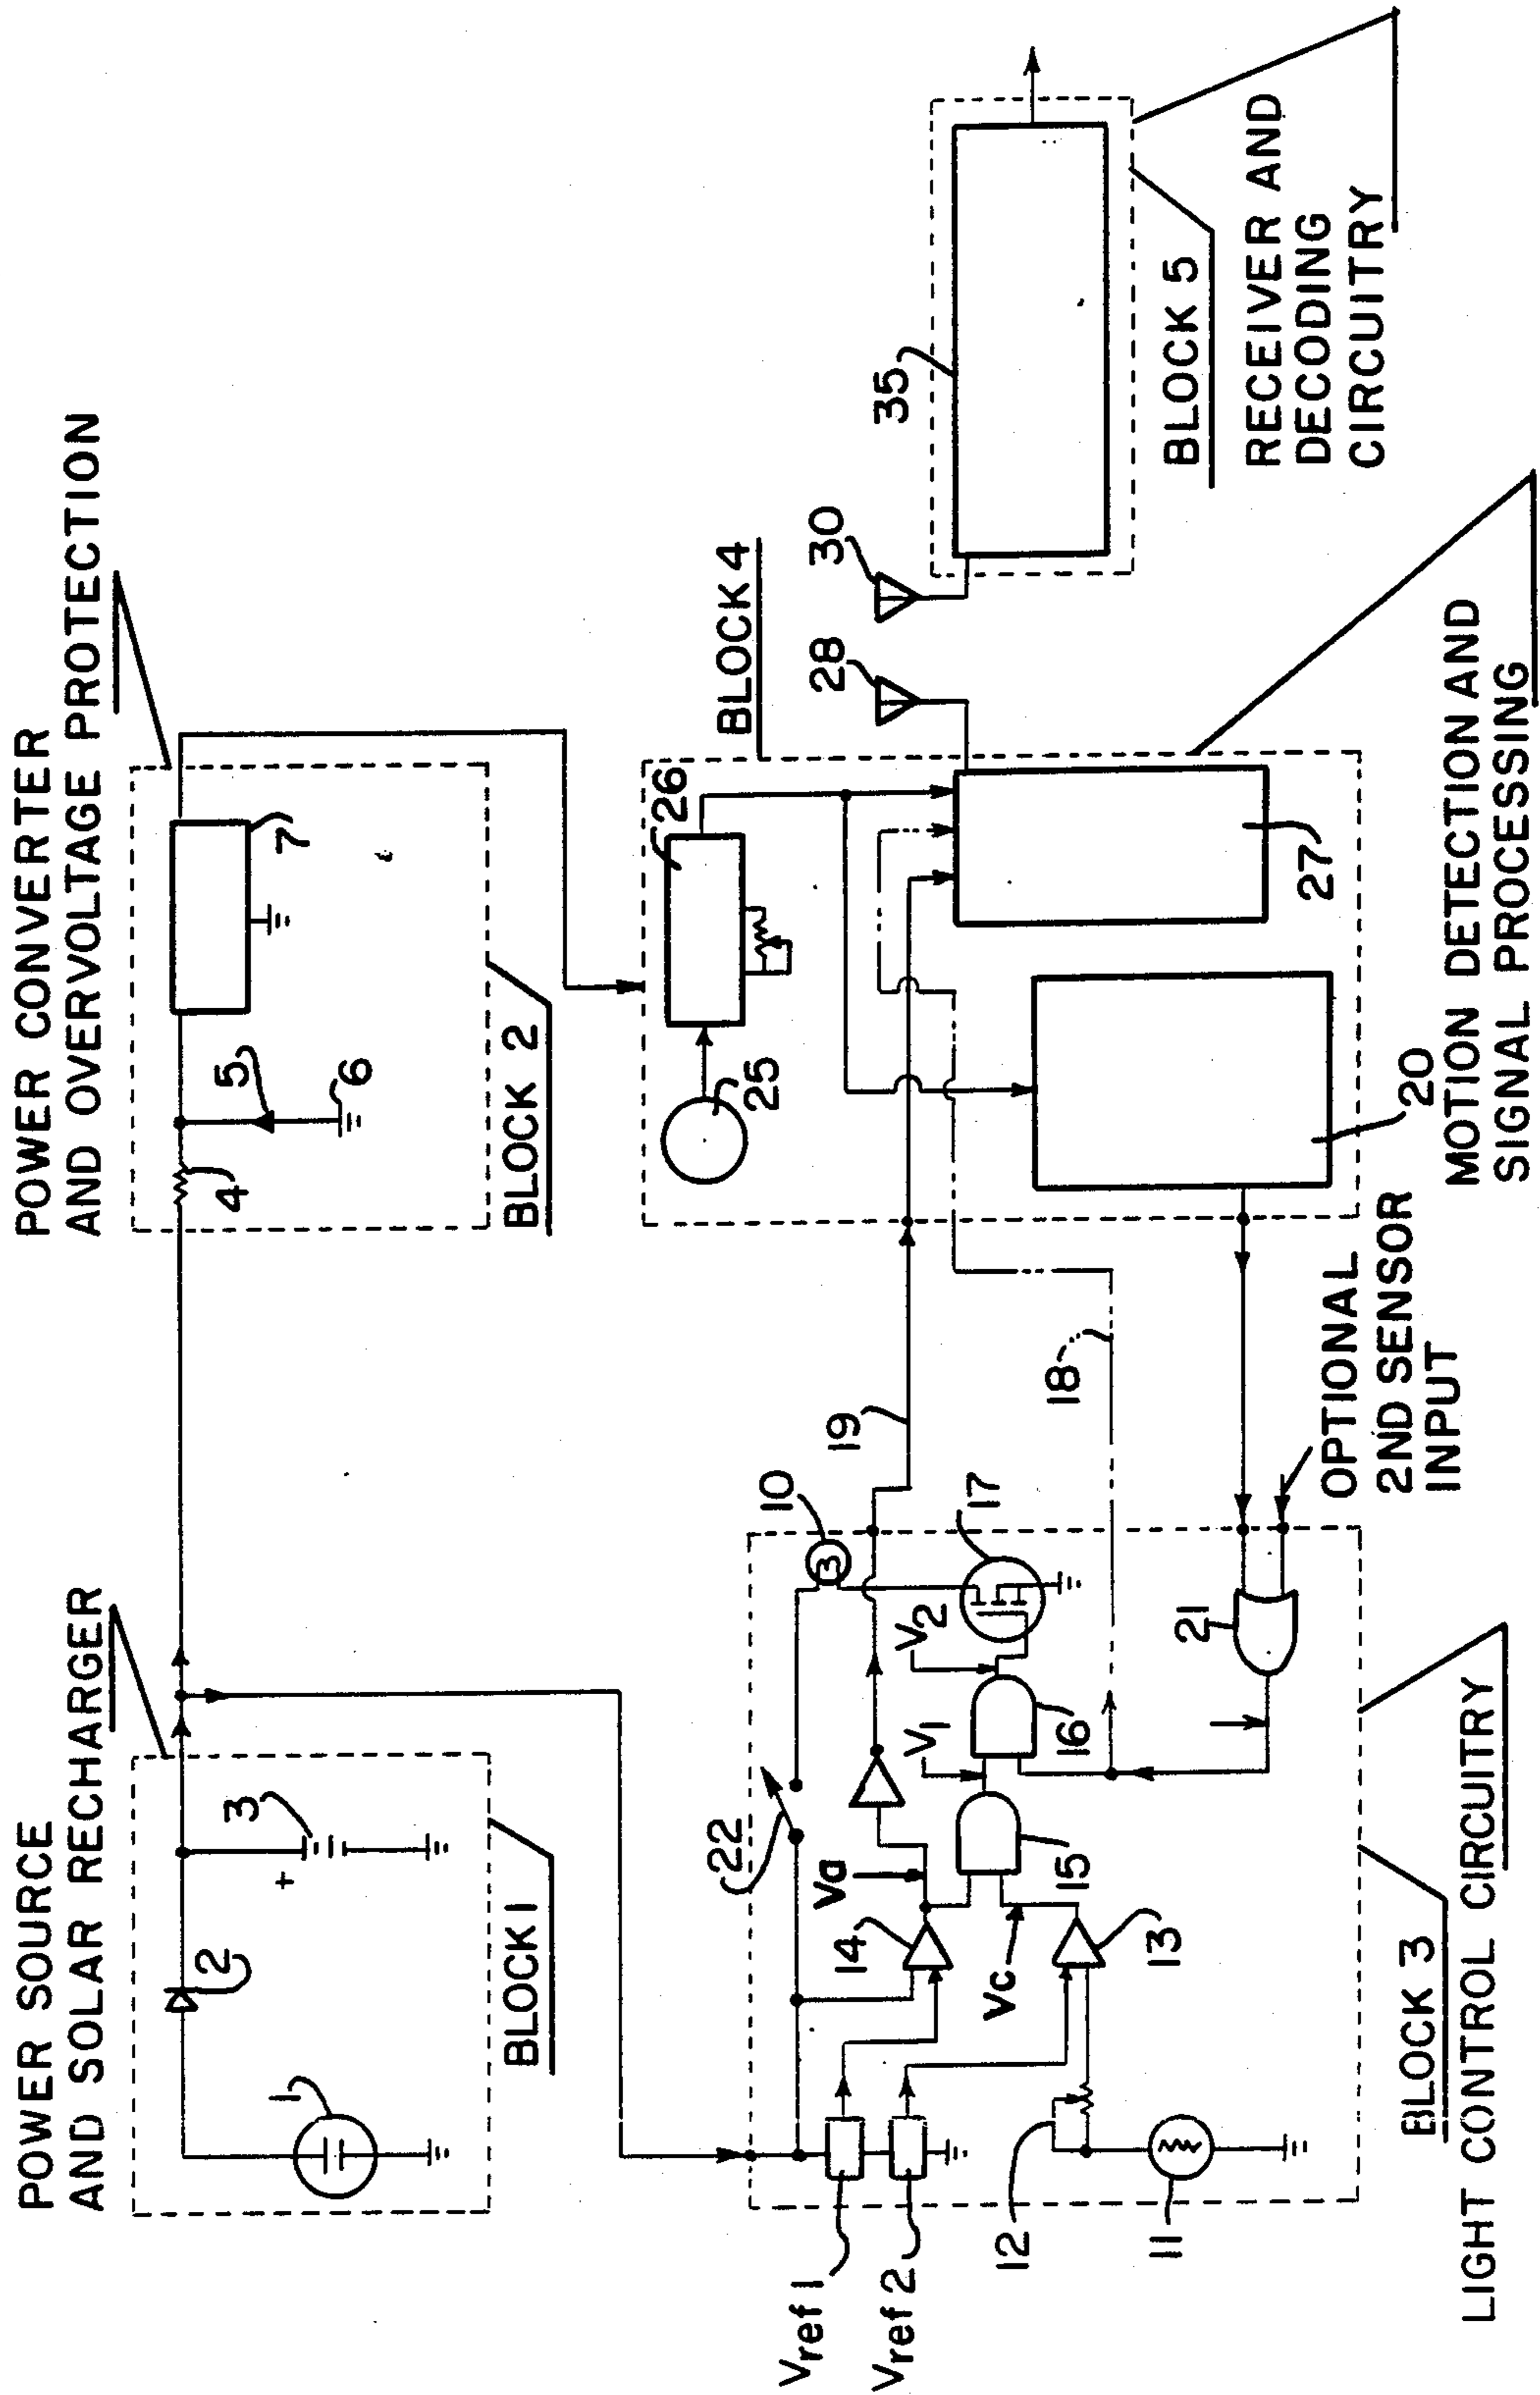 POWER SOURCE
AND SOLAR RECHARGER
POWER CONVERTER
AND OVERVOLTAGE PROTECTION
1
2
3
+
BLOCK 1
4
5
6
7
BLOCK 2
Vref 1
Vref 2
22
10
14
Va
V1
V2
19
17
Vc
15
16
18
12
13
11
21
BLOCK 3
LIGHT CONTROL CIRCUITRY
OPTIONAL
2ND SENSOR
INPUT
25
26
BLOCK 4
28
30
27
20
MOTION DETECTION AND
SIGNAL PROCESSING
35
BLOCK 5
RECEIVER AND
DECODING
CIRCUITRY